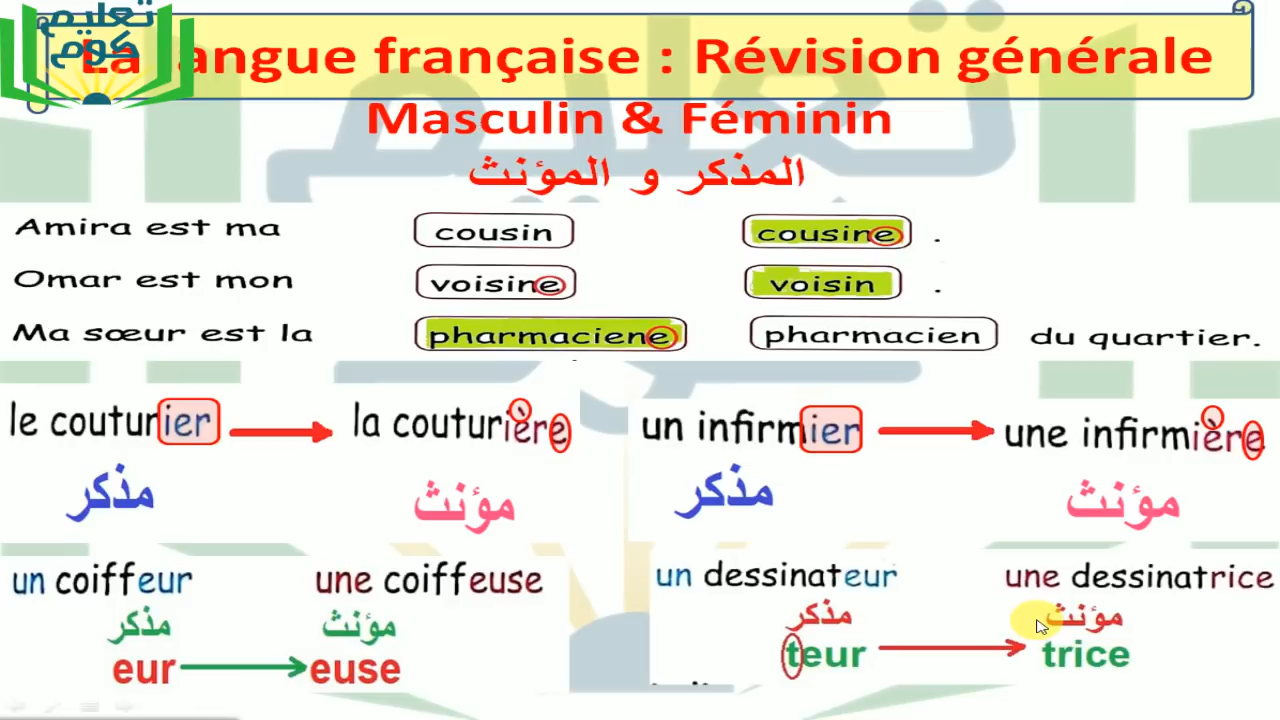 تعليم
كوم
La langue française : Révision générale
Masculin & Féminin
المذكر و المؤنث
Amira est ma cousin cousine .
Omar est mon voisine voisin .
Ma sœur est la pharmaciene pharmacien du quartier.
le couturier la couturière un infirmier une infirmière
مذكر مؤنث مذكر مؤنث
un coiffeur une coiffeuse un dessinateur une dessinatrice
مذكر مؤنث مذكر مؤنث
eur euse teur trice